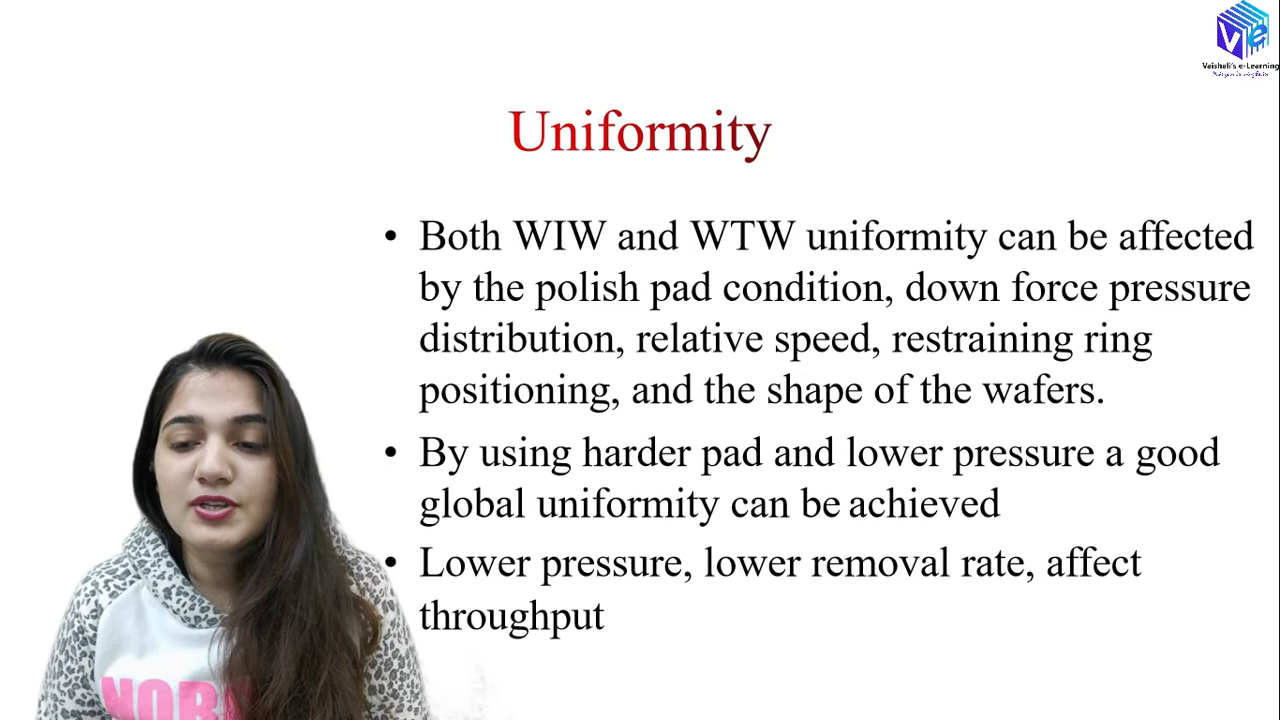 Vaishali's e-Learning
Uniformity
• Both WIW and WTW uniformity can be affected
by the polish pad condition, down force pressure
distribution, relative speed, restraining ring
positioning, and the shape of the wafers.
• By using harder pad and lower pressure a good
global uniformity can be achieved
• Lower pressure, lower removal rate, affect
throughput